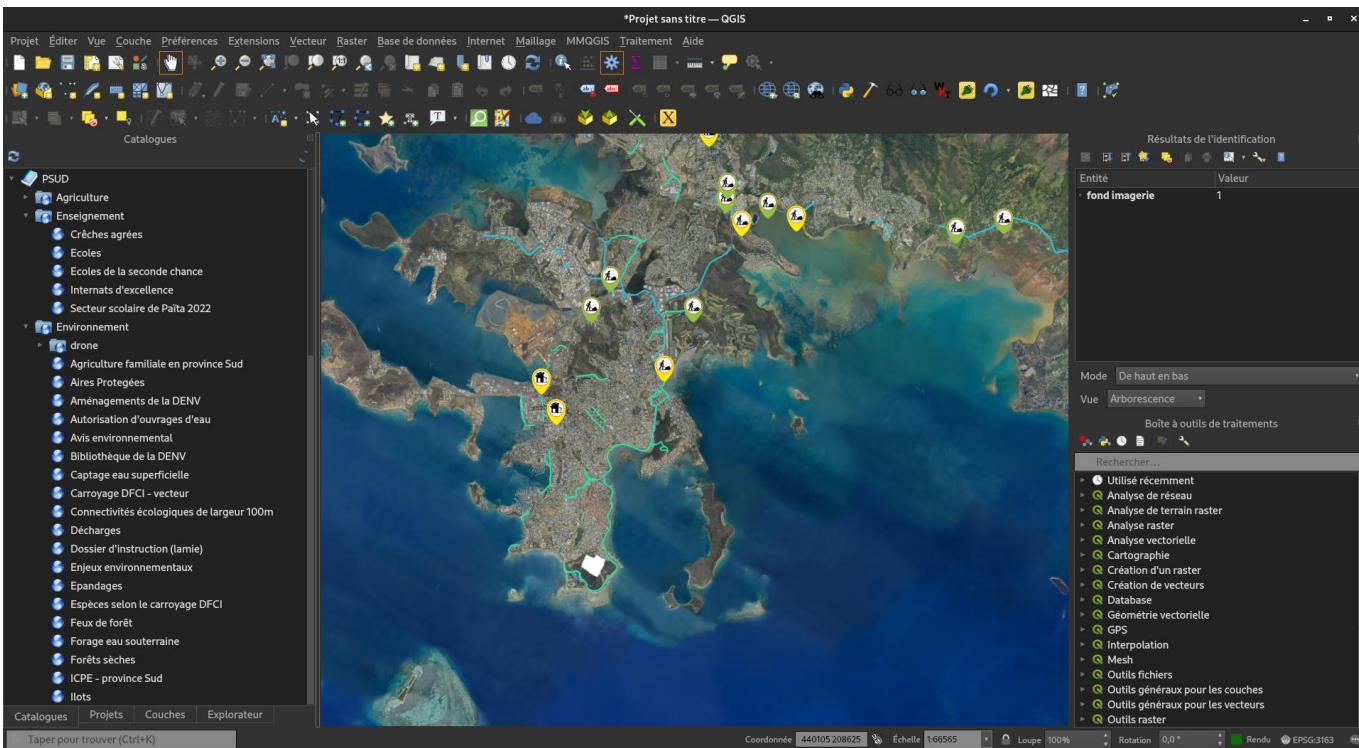 *Projet sans titre — QGIS
Projet Éditer Vue Couche Préférences Extensions Vecteur Raster Base de données Internet Maillage MMQGIS Traitement Aide
Catalogues
PSUD
Agriculture
Enseignement
Crêches agrées
Ecoles
Ecoles de la seconde chance
Internats d'excellence
Secteur scolaire de Païta 2022
Environnement
drone
Agriculture familiale en province Sud
Aires Protegées
Aménagements de la DENV
Autorisation d'ouvrages d'eau
Avis environnemental
Bibliothèque de la DENV
Captage eau superficielle
Carroyage DFCI - vecteur
Connectivités écologiques de largeur 100m
Décharges
Dossier d'instruction (lamie)
Enjeux environnementaux
Epandages
Espèces selon le carroyage DFCI
Feux de forêt
Forage eau souterraine
Forêts sèches
ICPE - province Sud
Ilots
Catalogues Projets Couches Explorateur
Taper pour trouver (Ctrl+K)
Résultats de l'identification
Entité Valeur
fond imagerie 1
Mode De haut en bas
Vue Arborescence
Boîte à outils de traitements
Rechercher…
Utilisé récemment
Analyse de réseau
Analyse de terrain raster
Analyse raster
Analyse vectorielle
Cartographie
Création d'un raster
Création de vecteurs
Database
Géométrie vectorielle
GPS
Interpolation
Mesh
Outils fichiers
Outils généraux pour les couches
Outils généraux pour les vecteurs
Outils raster
Coordonnée 440105 208625 Échelle 1:66565 Loupe 100% Rotation 0,0 ° Rendu EPSG:3163